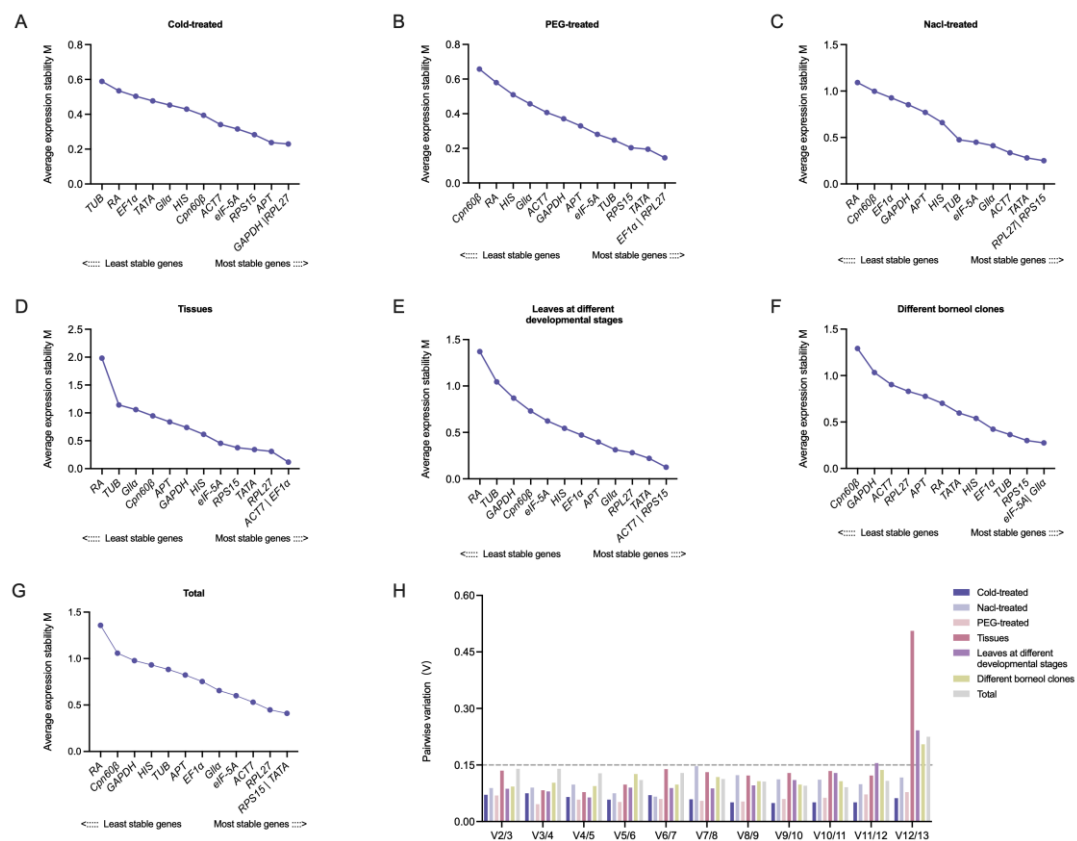 A
Cold-treated
Average expression stability M
0.8
0.6
0.4
0.2
0.0
TUB
RA
EF1α
TATA
GIIα
HIS
Cpn60β
ACT7
eIF-5A
RPS15
APT
GAPDH |RPL27
<::::: Least stable genes
Most stable genes ::::>
B
PEG-treated
Average expression stability M
0.8
0.6
0.4
0.2
0.0
Cpn60β
RA
HIS
GIIα
ACT7
GAPDH
APT
eIF-5A
TUB
RPS15
TATA
EF1α | RPL27
<::::: Least stable genes
Most stable genes ::::>
C
Nacl-treated
Average expression stability M
1.5
1.0
0.5
0.0
RA
Cpn60β
EF1α
GAPDH
APT
HIS
TUB
eIF-5A
GIIα
ACT7
TATA
RPL27| RPS15
<::::: Least stable genes
Most stable genes ::::>
D
Tissues
Average expression stability M
2.5
2.0
1.5
1.0
0.5
0.0
RA
TUB
GIIα
Cpn60β
APT
GAPDH
HIS
eIF-5A
RPS15
TATA
RPL27
ACT7 | EF1α
<::::: Least stable genes
Most stable genes ::::>
E
Leaves at different
developmental stages
Average expression stability M
1.5
1.0
0.5
0.0
RA
TUB
GAPDH
Cpn60β
eIF-5A
HIS
EF1α
APT
GIIα
RPL27
TATA
ACT7 | RPS15
<::::: Least stable genes
Most stable genes ::::>
F
Different borneol clones
Average expression stability M
1.5
1.0
0.5
0.0
Cpn60β
GAPDH
ACT7
RPL27
APT
RA
TATA
HIS
EF1α
TUB
RPS15
eIF-5A| GIIα
<::::: Least stable genes
Most stable genes ::::>
G
Total
Average expression stability M
1.5
1.0
0.5
0.0
RA
Cpn60β
GAPDH
HIS
TUB
APT
EF1α
GIIα
eIF-5A
ACT7
RPL27
RPS15 | TATA
<::::: Least stable genes
Most stable genes ::::>
H
Pairwise variation (V)
0.60
0.45
0.30
0.15
0.00
V2/3
V3/4
V4/5
V5/6
V6/7
V7/8
V8/9
V9/10
V10/11
V11/12
V12/13
Cold-treated
Nacl-treated
PEG-treated
Tissues
Leaves at different
developmental stages
Different borneol clones
Total